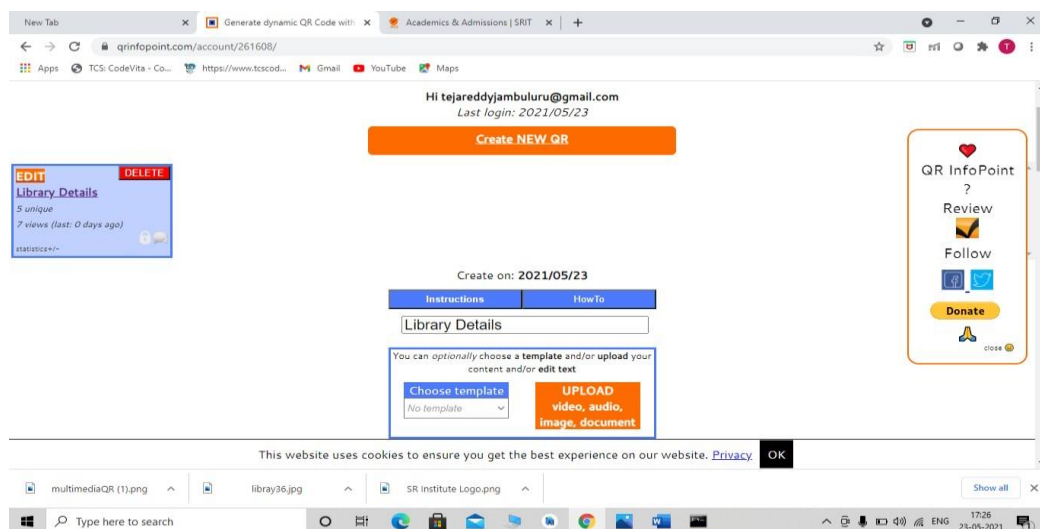 New Tab
Generate dynamic QR Code with
Academics & Admissions | SRIT
qrinfopoint.com/account/261608/
Apps
TCS: CodeVita - Co...
https://www.tcscod...
Gmail
YouTube
Maps
Hi tejareddyjambuluru@gmail.com
Last login: 2021/05/23
Create NEW QR
EDIT
DELETE
Library Details
5 unique
7 views (last: 0 days ago)
statistics+/-
QR InfoPoint
?
Review
Follow
Donate
close
Create on: 2021/05/23
Instructions
HowTo
Library Details
You can optionally choose a template and/or upload your
content and/or edit text
Choose template
No template
UPLOAD
video, audio,
image, document
This website uses cookies to ensure you get the best experience on our website. Privacy
OK
multimediaQR (1).png
libray36.jpg
SR Institute Logo.png
Show all
Type here to search
ENG
17:26
23-05-2021